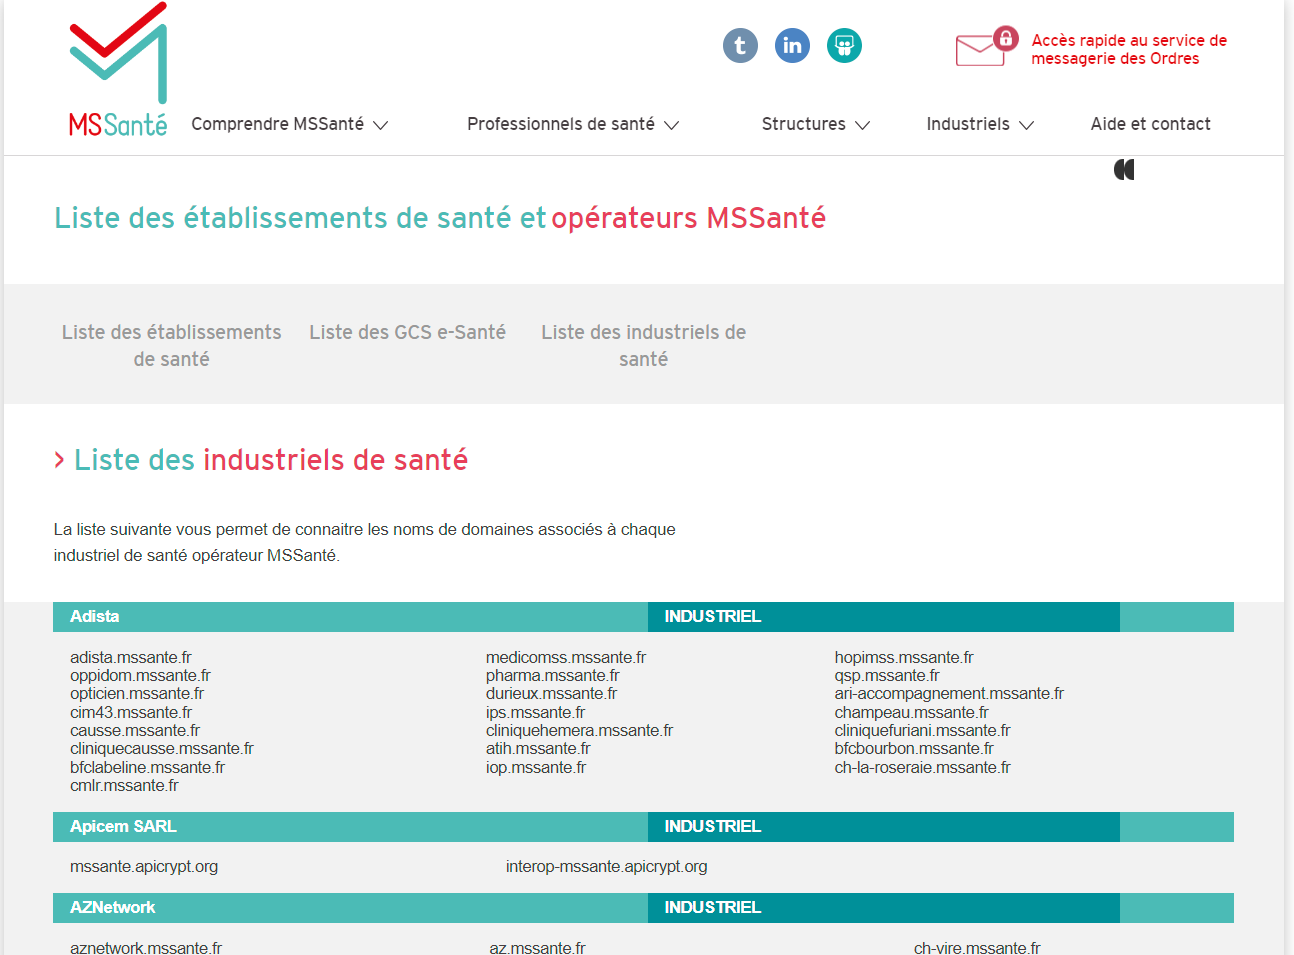 Accès rapide au service de
messagerie des Ordres
MSSanté
Comprendre MSSanté
Professionnels de santé
Structures
Industriels
Aide et contact
Liste des établissements de santé et opérateurs MSSanté
Liste des établissements
de santé
Liste des GCS e-Santé
Liste des industriels de
santé
> Liste des industriels de santé
La liste suivante vous permet de connaitre les noms de domaines associés à chaque
industriel de santé opérateur MSSanté.
Adista INDUSTRIEL
adista.mssante.fr medicomss.mssante.fr hopimss.mssante.fr
oppidom.mssante.fr pharma.mssante.fr qsp.mssante.fr
opticien.mssante.fr durieux.mssante.fr ari-accompagnement.mssante.fr
cim43.mssante.fr ips.mssante.fr champeau.mssante.fr
causse.mssante.fr cliniquehemera.mssante.fr cliniquefuriani.mssante.fr
cliniquecausse.mssante.fr atih.mssante.fr bfcbourbon.mssante.fr
bfclabeline.mssante.fr iop.mssante.fr ch-la-roseraie.mssante.fr
cmlr.mssante.fr
Apicem SARL INDUSTRIEL
mssante.apicrypt.org interop-mssante.apicrypt.org
AZNetwork INDUSTRIEL
aznetwork.mssante.fr az.mssante.fr ch-vire.mssante.fr